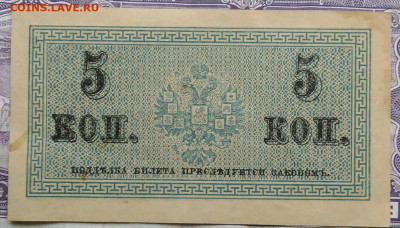 COINS.LAVE.RU
5 5
КОП. КОП.
ПОДДѢЛКА БИЛЕТА ПРЕСЛѢДУЕТСЯ ЗАКОНОМЪ.